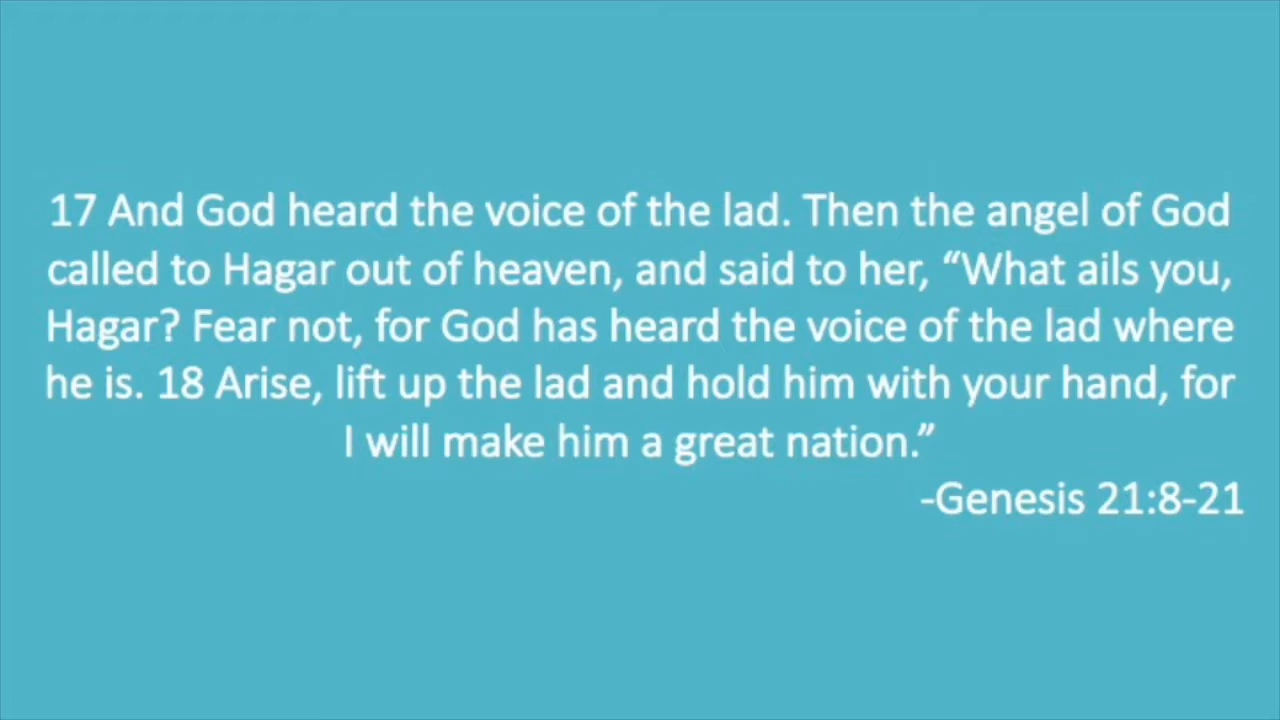 17 And God heard the voice of the lad. Then the angel of God
called to Hagar out of heaven, and said to her, “What ails you,
Hagar? Fear not, for God has heard the voice of the lad where
he is. 18 Arise, lift up the lad and hold him with your hand, for
I will make him a great nation.”
-Genesis 21:8-21